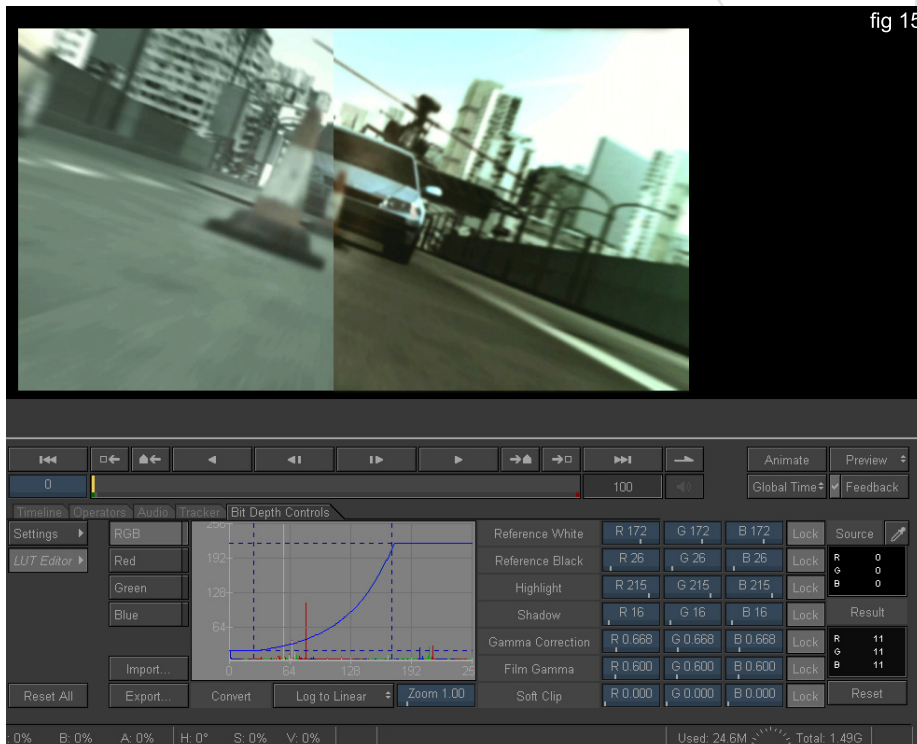 fig 15
0
100
Animate
Preview
Global Time
Feedback
Timeline Operators Audio Tracker Bit Depth Controls
Settings
LUT Editor
RGB
Red
Green
Blue
Import...
Export...
Reset All
256
192
128
64
0 64 128 192 25
Convert
Log to Linear
Zoom 1.00
Reference White R 172 G 172 B 172 Lock
Reference Black R 26 G 26 B 26 Lock
Highlight R 215 G 215 B 215 Lock
Shadow R 16 G 16 B 16 Lock
Gamma Correction R 0.668 G 0.668 B 0.668 Lock
Film Gamma R 0.600 G 0.600 B 0.600 Lock
Soft Clip R 0.000 G 0.000 B 0.000 Lock
Source
R 0
G 0
B 0
Result
R 11
G 11
B 11
Reset
: 0% B: 0% A: 0% H: 0° S: 0% V: 0% Used: 24.6M Total: 1.49G